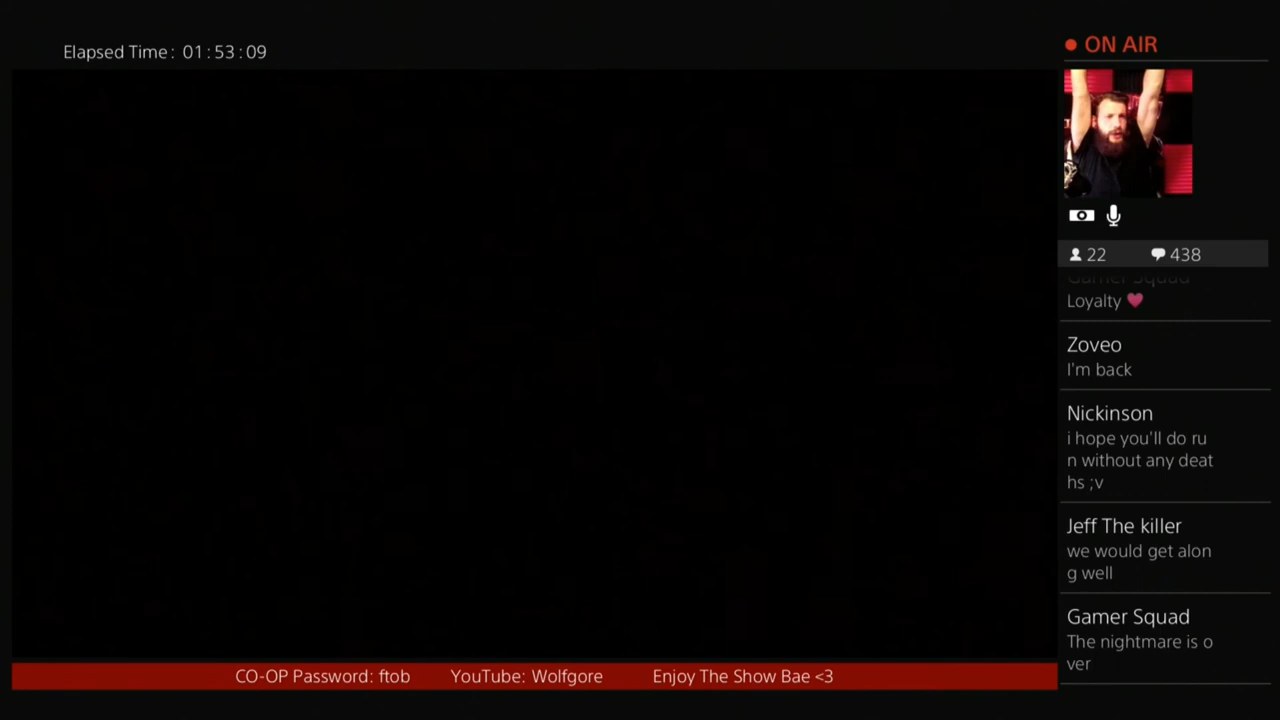 Elapsed Time: 01:53:09
ON AIR
22 438
Gamer Squad
Loyalty ♥
Zoveo
I'm back
Nickinson
i hope you'll do ru
n without any deat
hs ;v
Jeff The killer
we would get alon
g well
Gamer Squad
The nightmare is o
ver
CO-OP Password: ftob YouTube: Wolfgore Enjoy The Show Bae <3